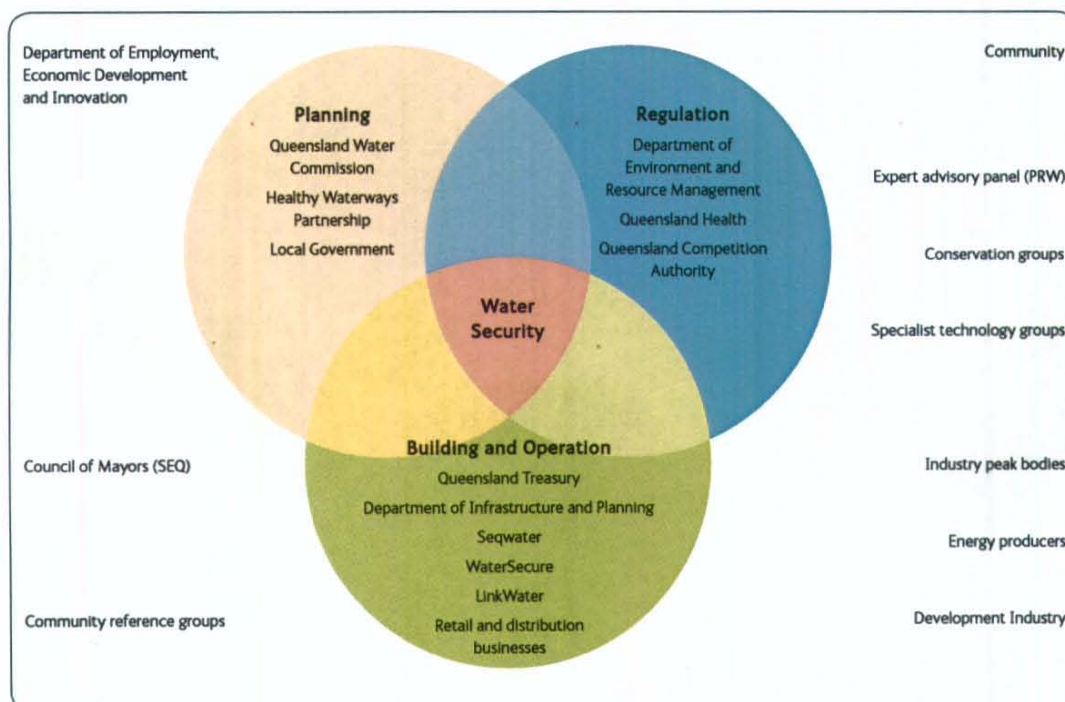 Department of Employment,
Economic Development
and Innovation
Community
Planning
Queensland Water
Commission
Healthy Waterways
Partnership
Local Government
Regulation
Department of
Environment and
Resource Management
Queensland Health
Queensland Competition
Authority
Expert advisory panel (PRW)
Conservation groups
Specialist technology groups
Water
Security
Building and Operation
Queensland Treasury
Department of Infrastructure and Planning
Seqwater
WaterSecure
LinkWater
Retail and distribution
businesses
Council of Mayors (SEQ)
Community reference groups
Industry peak bodies
Energy producers
Development Industry